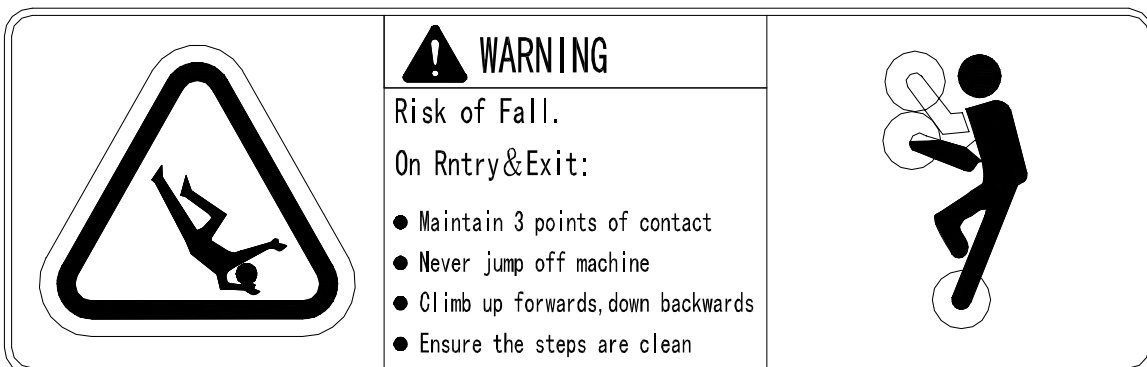 WARNING
Risk of Fall.
On Rntry&Exit:
● Maintain 3 points of contact
● Never jump off machine
● Climb up forwards,down backwards
● Ensure the steps are clean